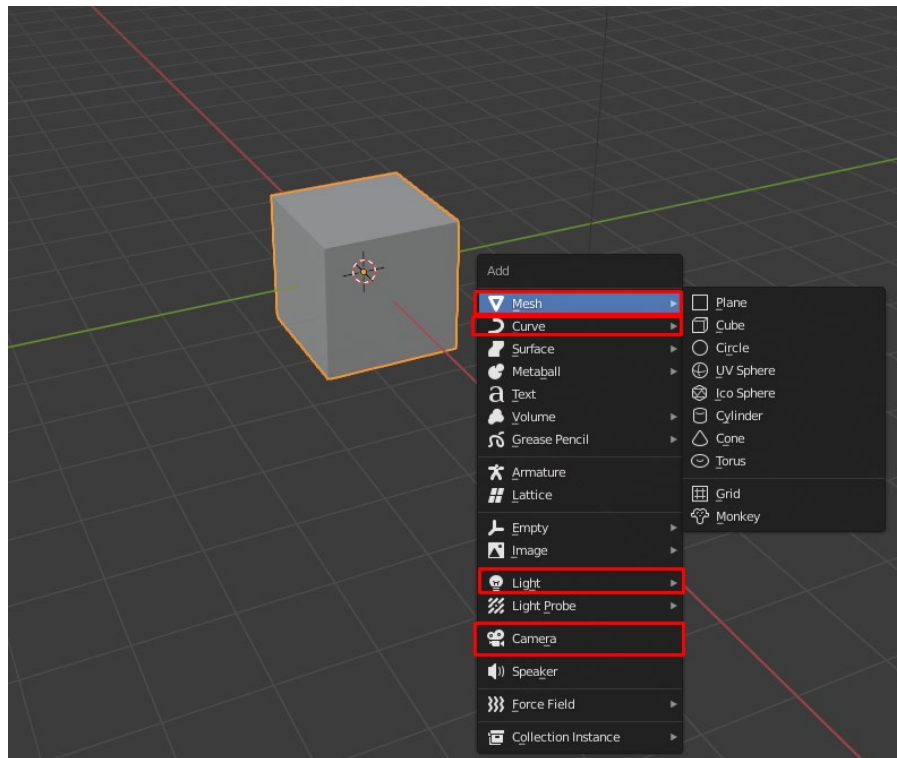 Add
Mesh
Curve
Surface
Metaball
Text
Volume
Grease Pencil
Armature
Lattice
Empty
Image
Light
Light Probe
Camera
Speaker
Force Field
Collection Instance
Plane
Cube
Circle
UV Sphere
Ico Sphere
Cylinder
Cone
Torus
Grid
Monkey